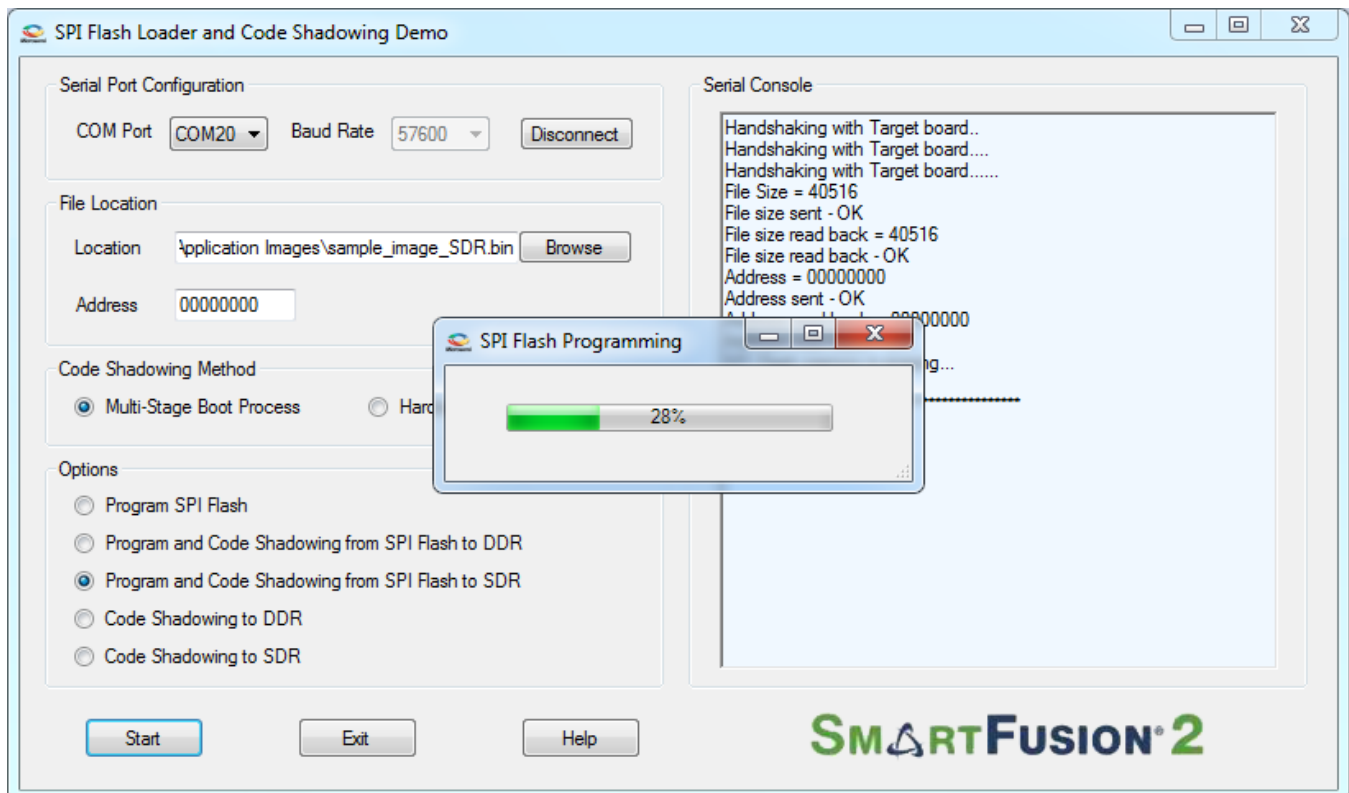 SPI Flash Loader and Code Shadowing Demo
Serial Port Configuration
COM Port COM20 Baud Rate 57600 Disconnect
File Location
Location Application Images\sample_image_SDR.bin Browse
Address 00000000
Code Shadowing Method
Multi-Stage Boot Process
Options
Program SPI Flash
Program and Code Shadowing from SPI Flash to DDR
Program and Code Shadowing from SPI Flash to SDR
Code Shadowing to DDR
Code Shadowing to SDR
Start Exit Help
Serial Console
Handshaking with Target board..
Handshaking with Target board....
Handshaking with Target board......
File Size = 40516
File size sent - OK
File size read back = 40516
File size read back - OK
Address = 00000000
Address sent - OK
SPI Flash Programming
28%
SMARTFUSION® 2